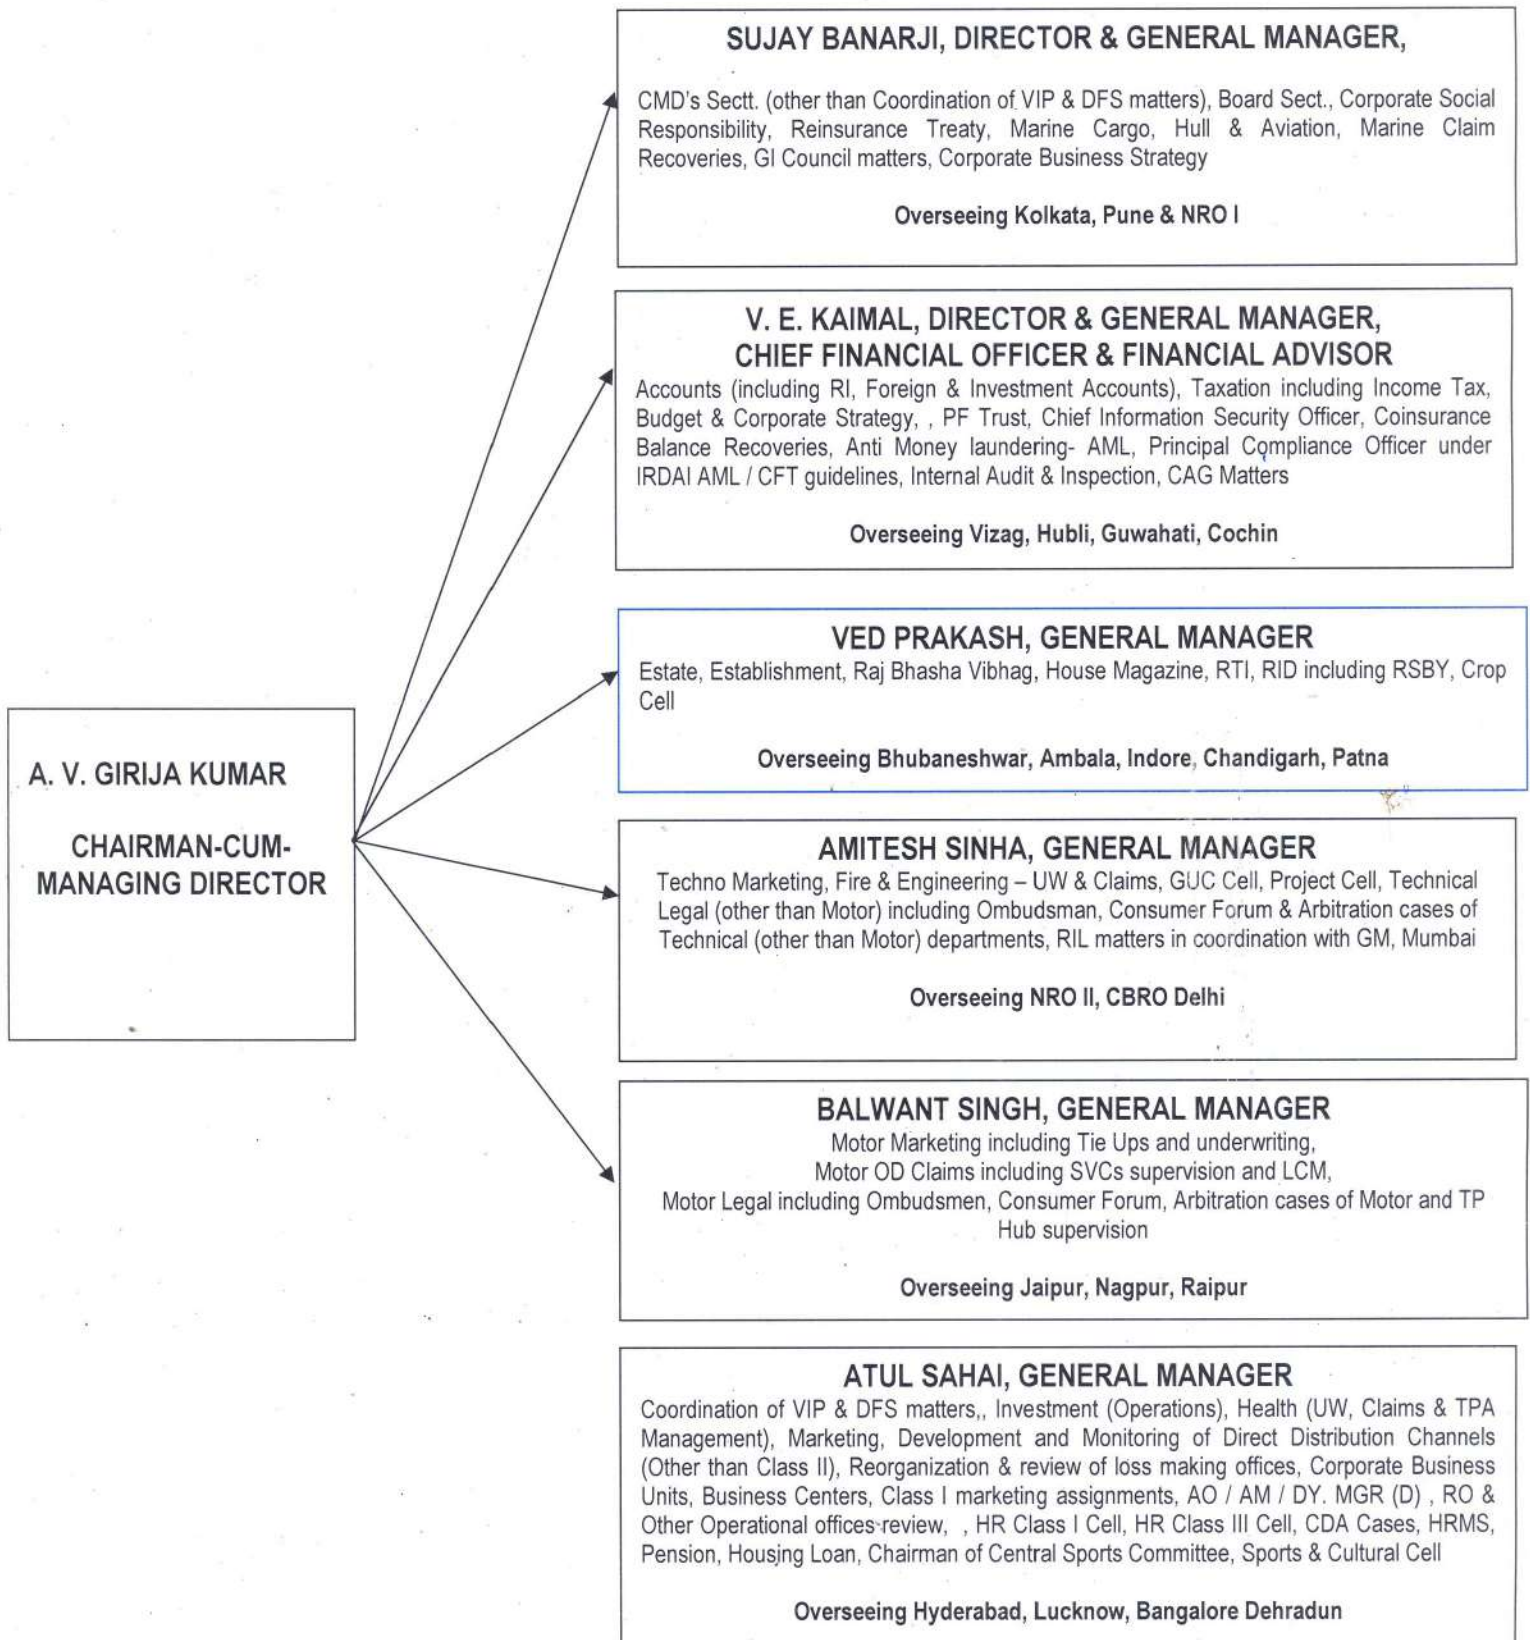 SUJAY BANARJI, DIRECTOR & GENERAL MANAGER,
CMD's Sectt. (other than Coordination of VIP & DFS matters), Board Sect., Corporate Social
Responsibility, Reinsurance Treaty, Marine Cargo, Hull & Aviation, Marine Claim
Recoveries, GI Council matters, Corporate Business Strategy
Overseeing Kolkata, Pune & NRO I
V. E. KAIMAL, DIRECTOR & GENERAL MANAGER,
CHIEF FINANCIAL OFFICER & FINANCIAL ADVISOR
Accounts (including RI, Foreign & Investment Accounts), Taxation including Income Tax,
Budget & Corporate Strategy, , PF Trust, Chief Information Security Officer, Coinsurance
Balance Recoveries, Anti Money laundering- AML, Principal Compliance Officer under
IRDAI AML / CFT guidelines, Internal Audit & Inspection, CAG Matters
Overseeing Vizag, Hubli, Guwahati, Cochin
VED PRAKASH, GENERAL MANAGER
Estate, Establishment, Raj Bhasha Vibhag, House Magazine, RTI, RID including RSBY, Crop
Cell
Overseeing Bhubaneshwar, Ambala, Indore, Chandigarh, Patna
A. V. GIRIJA KUMAR
CHAIRMAN-CUM-
MANAGING DIRECTOR
AMITESH SINHA, GENERAL MANAGER
Techno Marketing, Fire & Engineering – UW & Claims, GUC Cell, Project Cell, Technical
Legal (other than Motor) including Ombudsman, Consumer Forum & Arbitration cases of
Technical (other than Motor) departments, RIL matters in coordination with GM, Mumbai
Overseeing NRO II, CBRO Delhi
BALWANT SINGH, GENERAL MANAGER
Motor Marketing including Tie Ups and underwriting,
Motor OD Claims including SVCs supervision and LCM,
Motor Legal including Ombudsmen, Consumer Forum, Arbitration cases of Motor and TP
Hub supervision
Overseeing Jaipur, Nagpur, Raipur
ATUL SAHAI, GENERAL MANAGER
Coordination of VIP & DFS matters,, Investment (Operations), Health (UW, Claims & TPA
Management), Marketing, Development and Monitoring of Direct Distribution Channels
(Other than Class II), Reorganization & review of loss making offices, Corporate Business
Units, Business Centers, Class I marketing assignments, AO / AM / DY. MGR (D) , RO &
Other Operational offices review, , HR Class I Cell, HR Class III Cell, CDA Cases, HRMS,
Pension, Housing Loan, Chairman of Central Sports Committee, Sports & Cultural Cell
Overseeing Hyderabad, Lucknow, Bangalore Dehradun